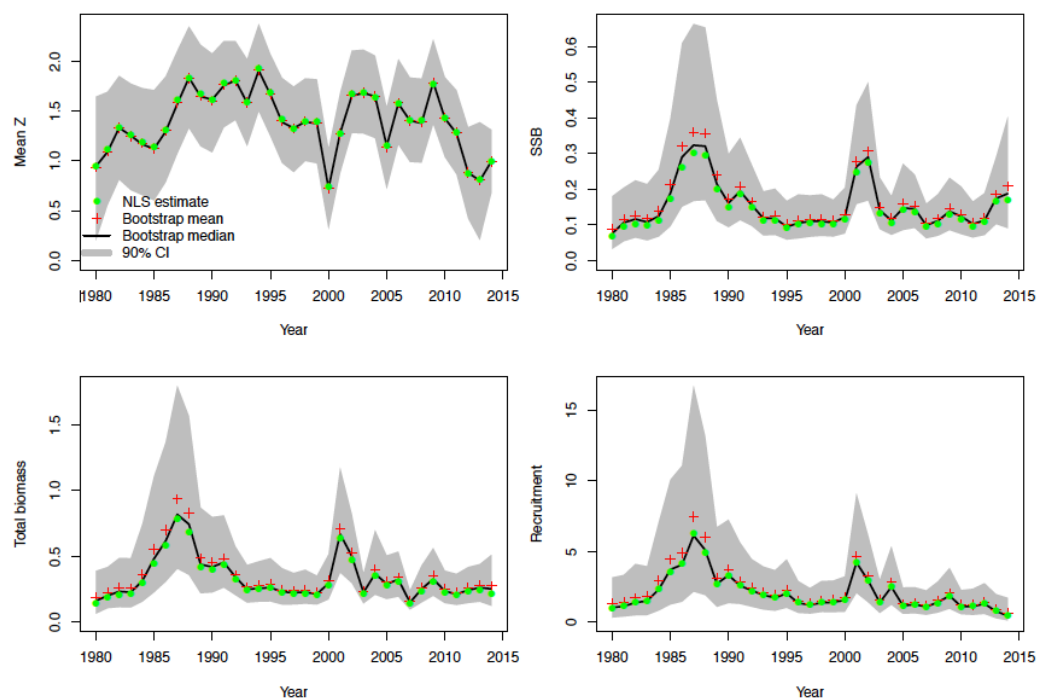 Mean Z
0.0 0.5 1.0 1.5 2.0
NLS estimate
Bootstrap mean
Bootstrap median
90% CI
1980 1985 1990 1995 2000 2005 2010 2015
Year
SSB
0.0 0.1 0.2 0.3 0.4 0.5 0.6
1980 1985 1990 1995 2000 2005 2010 2015
Year
Total biomass
0.0 0.5 1.0 1.5
1980 1985 1990 1995 2000 2005 2010 2015
Year
Recruitment
0 5 10 15
1980 1985 1990 1995 2000 2005 2010 2015
Year